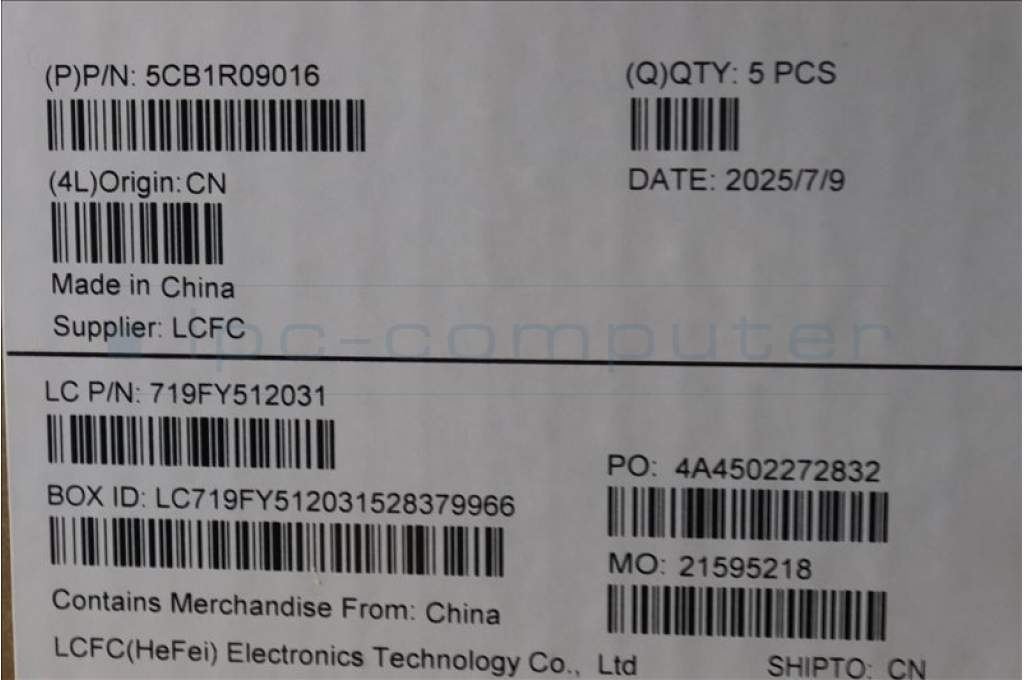 (P)P/N: 5CB1R09016
(Q)QTY: 5 PCS
(4L)Origin:CN
DATE: 2025/7/9
Made in China
Supplier: LCFC
ipc-computer
LC P/N: 719FY512031
PO: 4A4502272832
BOX ID: LC719FY512031528379966
MO: 21595218
Contains Merchandise From: China
LCFC(HeFei) Electronics Technology Co., Ltd
SHIPTO: CN